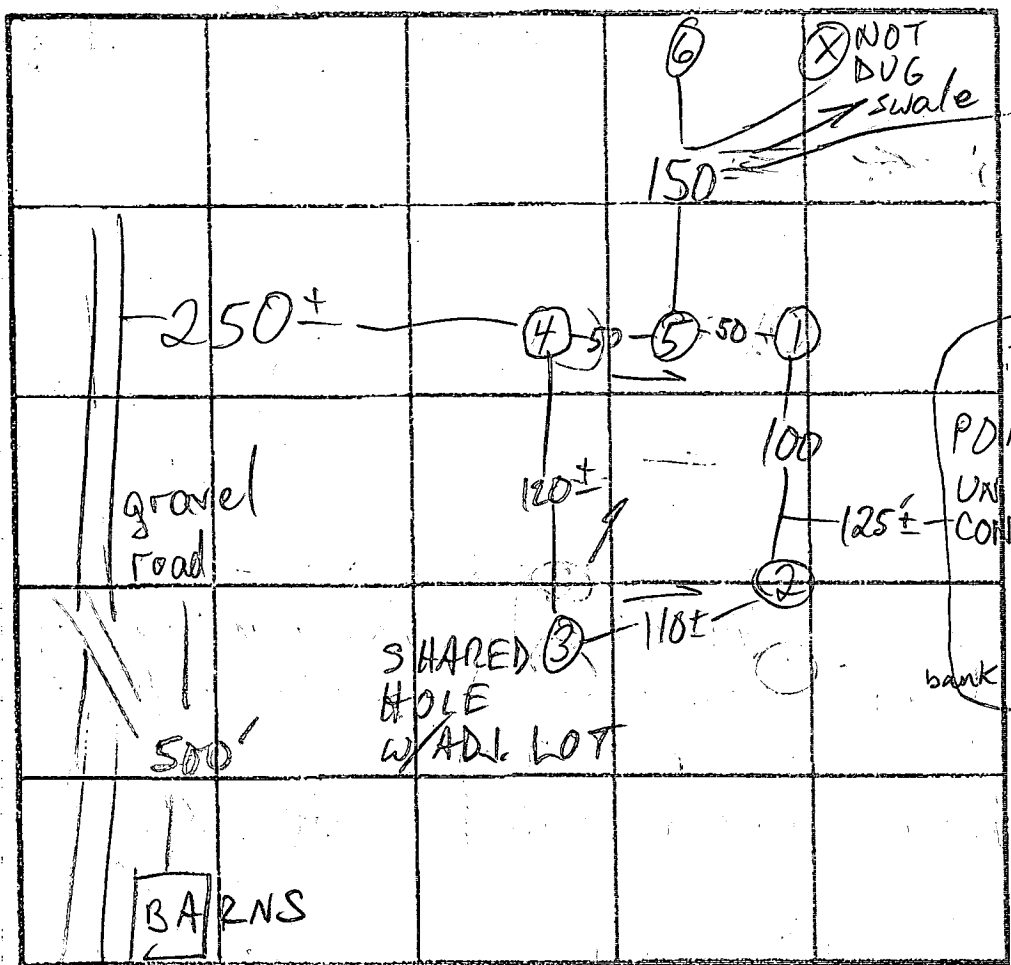 6
X NOT
DUG
swale
150
250±
4
50
5
50
1
gravel
road
120±
100
125'±
UN
CON
2
110±
SHARED 3
HOLE
W/ADJ. LOT
bank
500'
BARNS